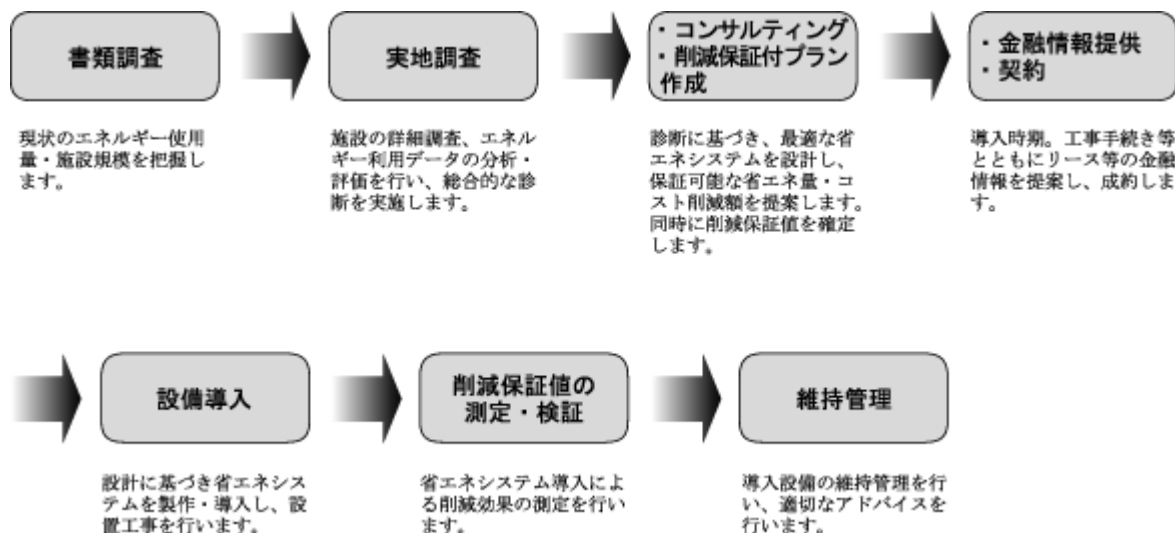 書類調査
現状のエネルギー使用
量・施設規模を把握し
ます。
実地調査
施設の詳細調査、エネル
ギー利用データの分析・
評価を行い、総合的な診
断を実施します。
・コンサルティング
・削減保証付プラン
作成
診断に基づき、最適な省
エネシステムを設計し、
保証可能な省エネ量・コ
スト削減額を提案します。
同時に削減保証値を確定
します。
・金融情報提供
・契約
導入時期。工事手続き等
とともにリース等の金融
情報を提案し、成約しま
す。
設備導入
設計に基づき省エネシス
テムを製作・導入し、設
置工事を行います。
削減保証値の
測定・検証
省エネシステム導入によ
る削減効果の測定を行い
ます。
維持管理
導入設備の維持管理を行
い、適切なアドバイスを
行います。